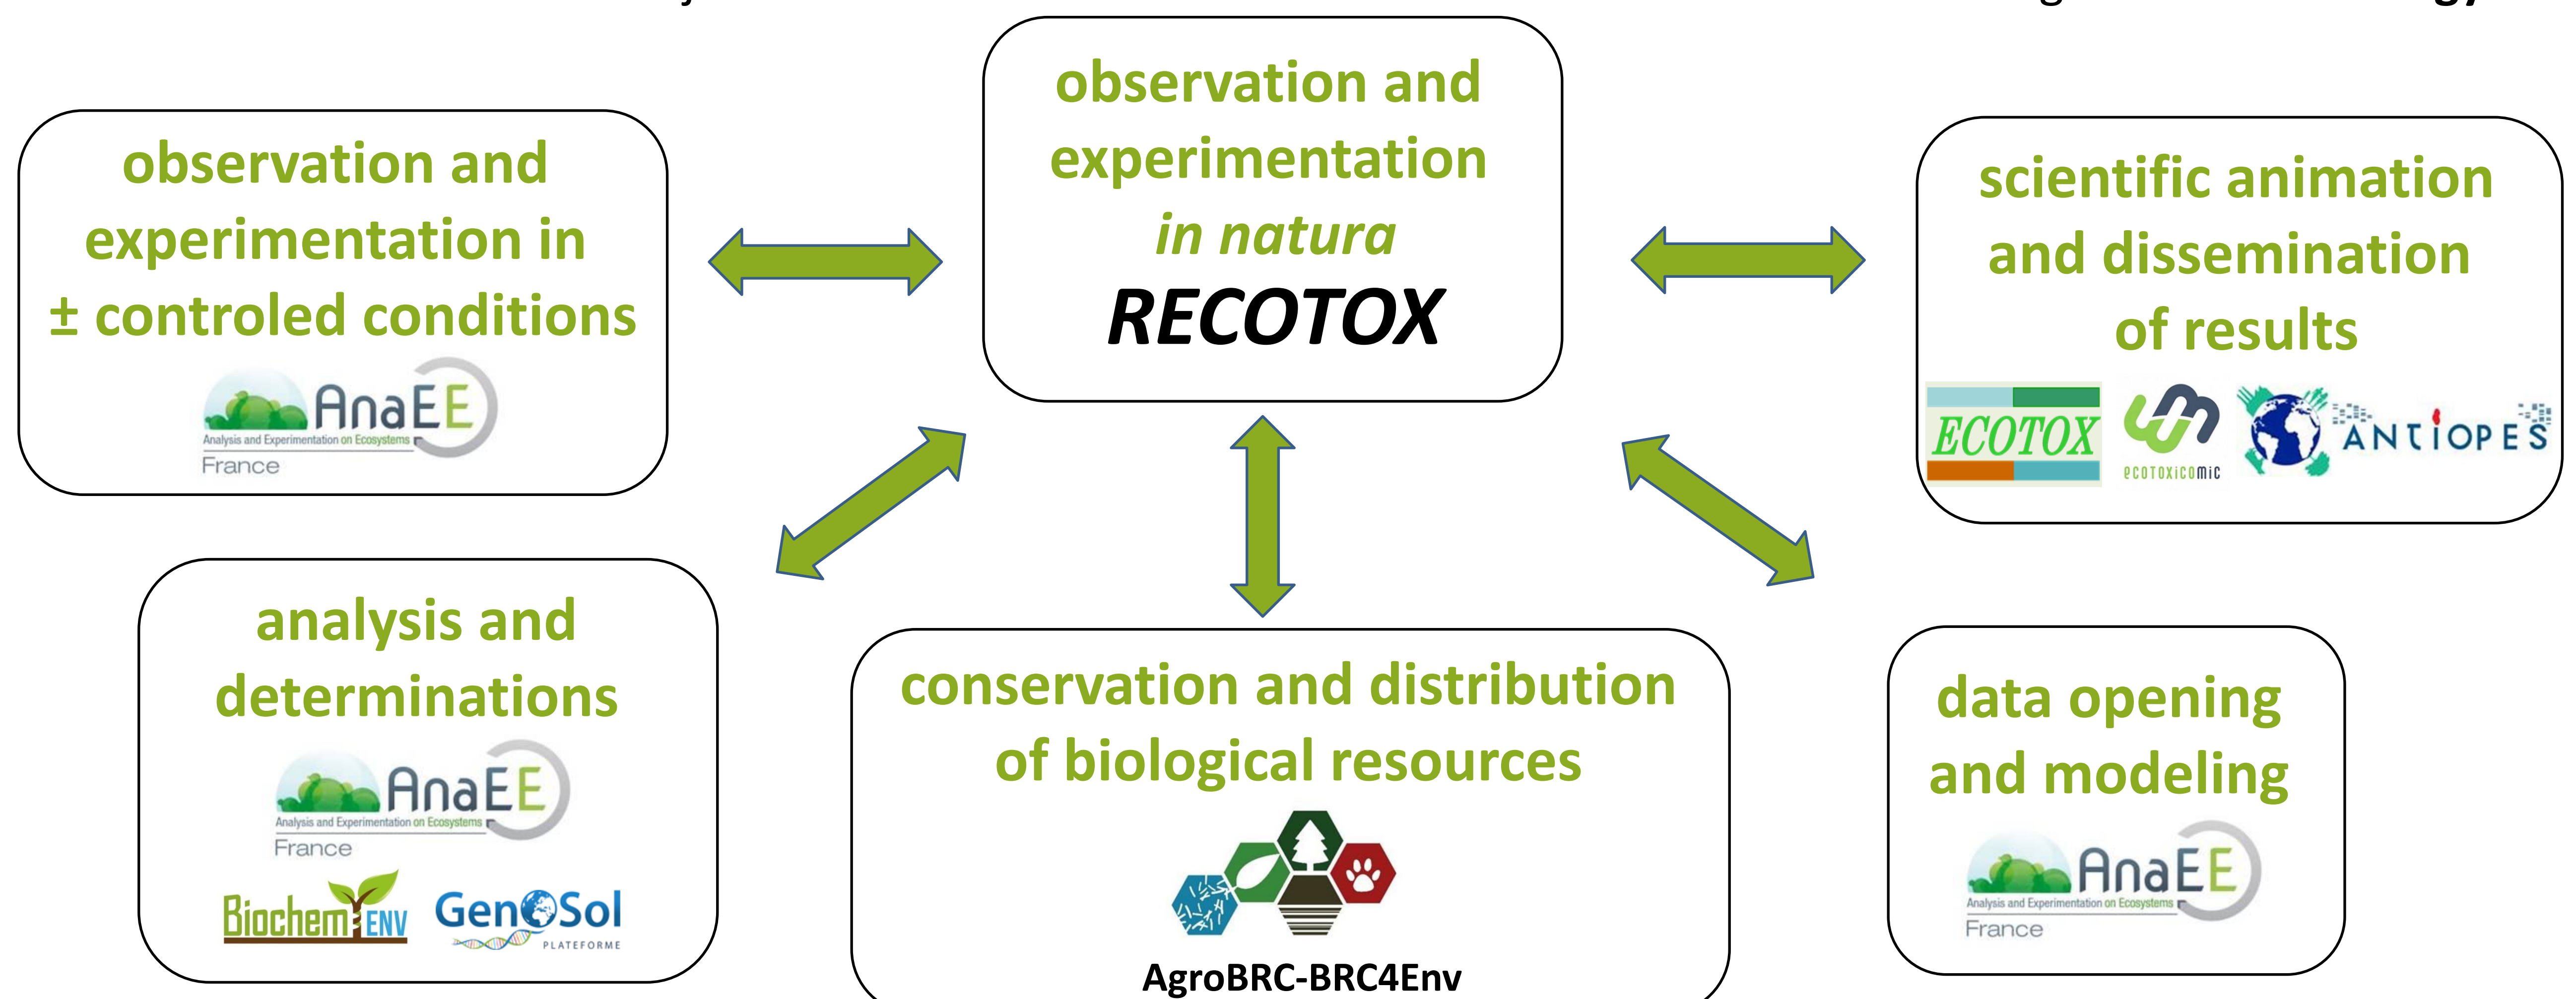 observation and
experimentation
in natura
RECOTOX
observation and
experimentation in
± controled conditions
AnaEE
Analysis and Experimentation on Ecosystems
France
scientific animation
and dissemination
of results
ECOTOX
ecotoxicomic
ANTIOPES
analysis and
determinations
AnaEE
Analysis and Experimentation on Ecosystems
France
BiochemENV
GenoSol
PLATEFORME
conservation and distribution
of biological resources
AgroBRC-BRC4Env
data opening
and modeling
AnaEE
Analysis and Experimentation on Ecosystems
France